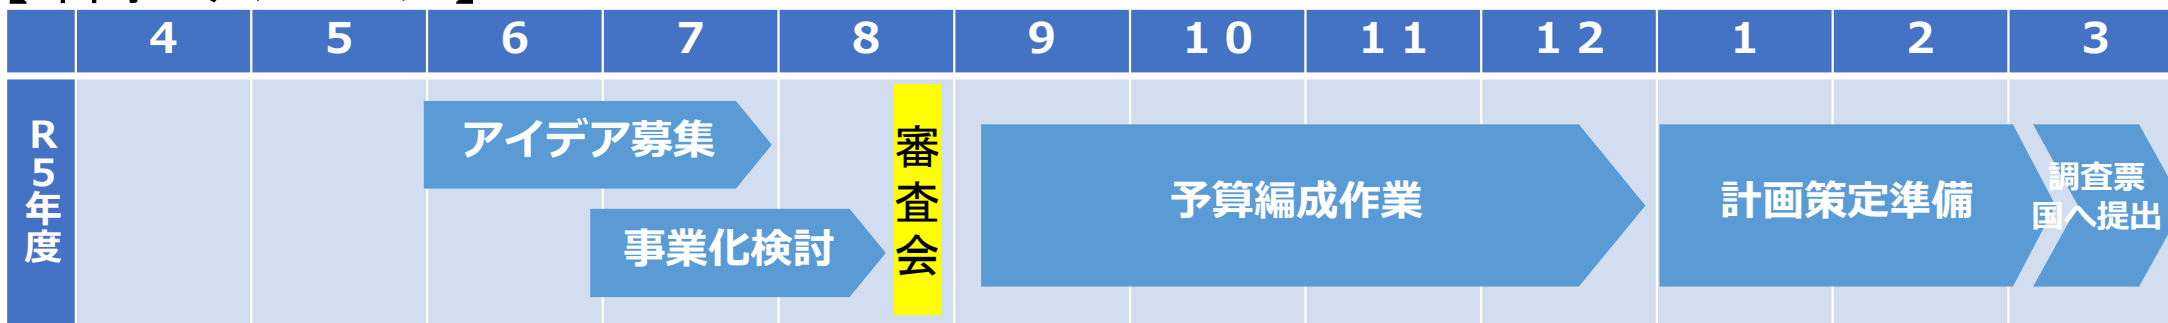 4 5 6 7 8 9 10 11 12 1 2 3
R5年度
アイデア募集
事業化検討
審査会
予算編成作業
計画策定準備
調査票
国へ提出